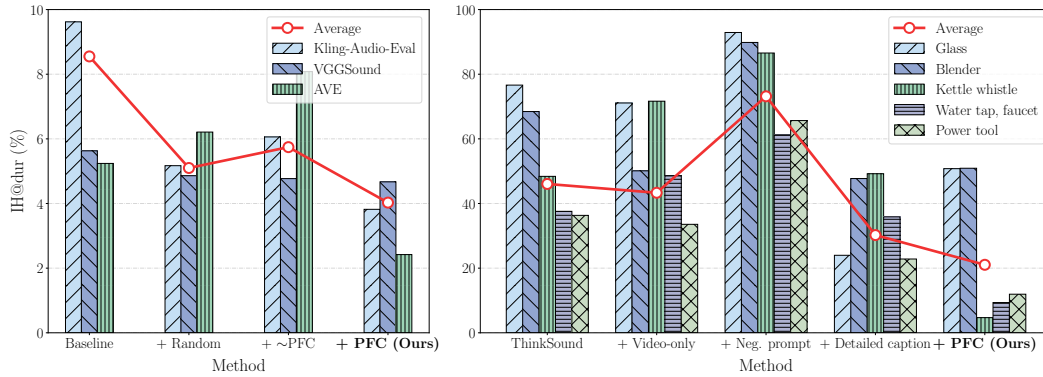 10
8
6
4
2
0
IH@dur (%)
Average
Kling-Audio-Eval
VGGSound
AVE
Baseline
+ Random
+ ∼PFC
+ PFC (Ours)
Method
100
80
60
40
20
0
Average
Glass
Blender
Kettle whistle
Water tap, faucet
Power tool
ThinkSound
+ Video-only
+ Neg. prompt
+ Detailed caption
+ PFC (Ours)
Method